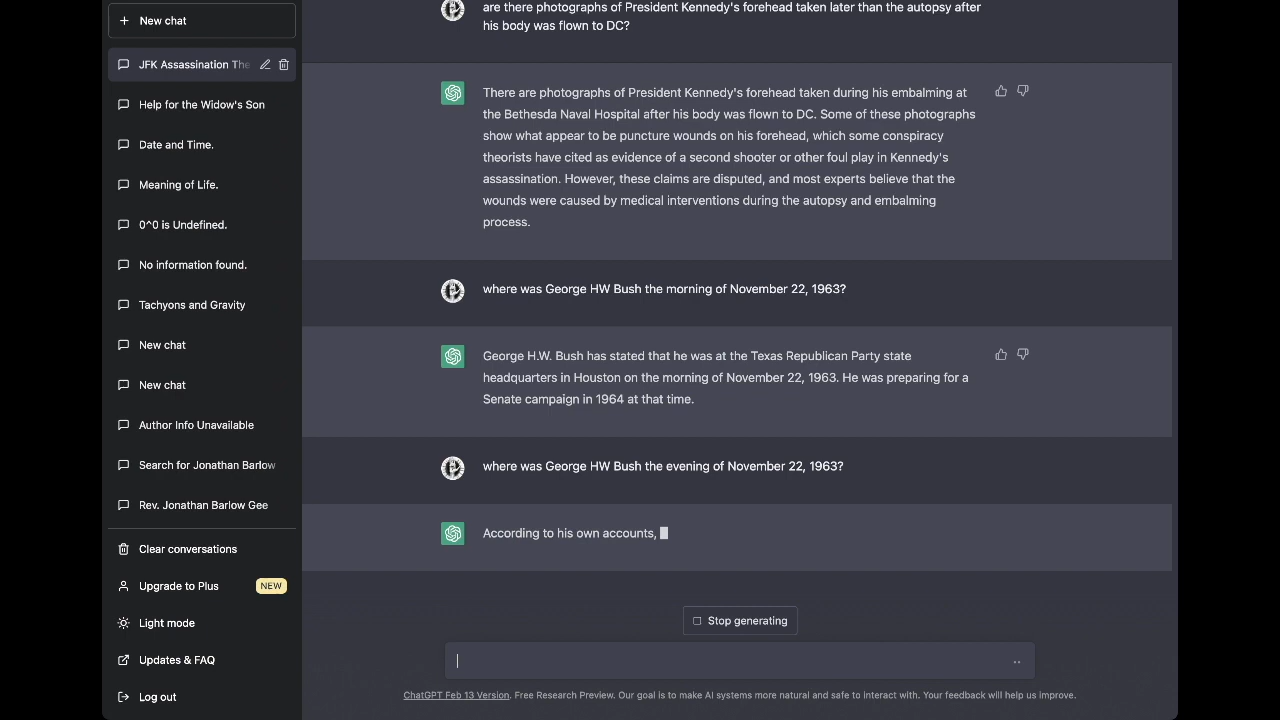 New chat
JFK Assassination The
Help for the Widow's Son
Date and Time.
Meaning of Life.
0^0 is Undefined.
No information found.
Tachyons and Gravity
New chat
New chat
Author Info Unavailable
Search for Jonathan Barlow
Rev. Jonathan Barlow Gee
Clear conversations
Upgrade to Plus NEW
Light mode
Updates & FAQ
Log out
are there photographs of President Kennedy's forehead taken later than the autopsy after
his body was flown to DC?
There are photographs of President Kennedy's forehead taken during his embalming at
the Bethesda Naval Hospital after his body was flown to DC. Some of these photographs
show what appear to be puncture wounds on his forehead, which some conspiracy
theorists have cited as evidence of a second shooter or other foul play in Kennedy's
assassination. However, these claims are disputed, and most experts believe that the
wounds were caused by medical interventions during the autopsy and embalming
process.
where was George HW Bush the morning of November 22, 1963?
George H.W. Bush has stated that he was at the Texas Republican Party state
headquarters in Houston on the morning of November 22, 1963. He was preparing for a
Senate campaign in 1964 at that time.
where was George HW Bush the evening of November 22, 1963?
According to his own accounts,
Stop generating
ChatGPT Feb 13 Version. Free Research Preview. Our goal is to make AI systems more natural and safe to interact with. Your feedback will help us improve.